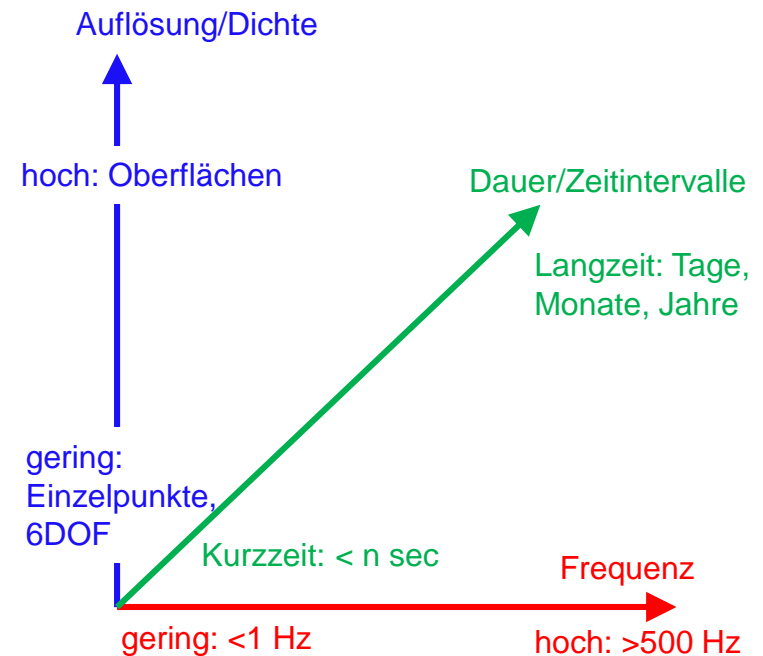 Auflösung/Dichte
hoch: Oberflächen
Dauer/Zeitintervalle
Langzeit: Tage,
Monate, Jahre
gering:
Einzelpunkte,
6DOF
Kurzzeit: < n sec
Frequenz
gering: <1 Hz
hoch: >500 Hz